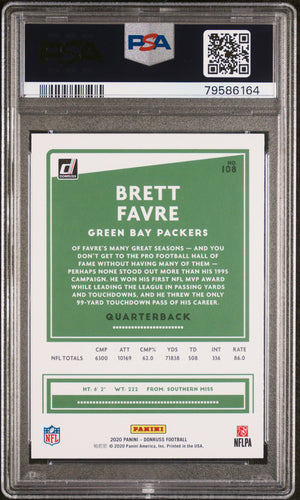 PSA
PSA
79586164
DONRUSS
NO.
108
BRETT
FAVRE
GREEN BAY PACKERS
OF FAVRE'S MANY GREAT SEASONS — AND YOU
DON'T GET TO THE PRO FOOTBALL HALL OF
FAME WITHOUT HAVING MANY OF THEM —
PERHAPS NONE STOOD OUT MORE THAN HIS 1995
CAMPAIGN. HE WON HIS FIRST NFL MVP AWARD
WHILE LEADING THE LEAGUE IN PASSING YARDS
AND TOUCHDOWNS, AND HE THREW THE ONLY
99-YARD TOUCHDOWN PASS OF HIS CAREER.
QUARTERBACK
CMP ATT CMP% YDS TD INT RATE
NFL TOTALS 6300 10169 62.0 71838 508 336 86.0
HT: 6' 2" WT: 222 FROM: SOUTHERN MISS
NFL
PANINI
NFLPA
2020 PANINI - DONRUSS FOOTBALL
© 2020 Panini America, Inc. Printed in the USA.